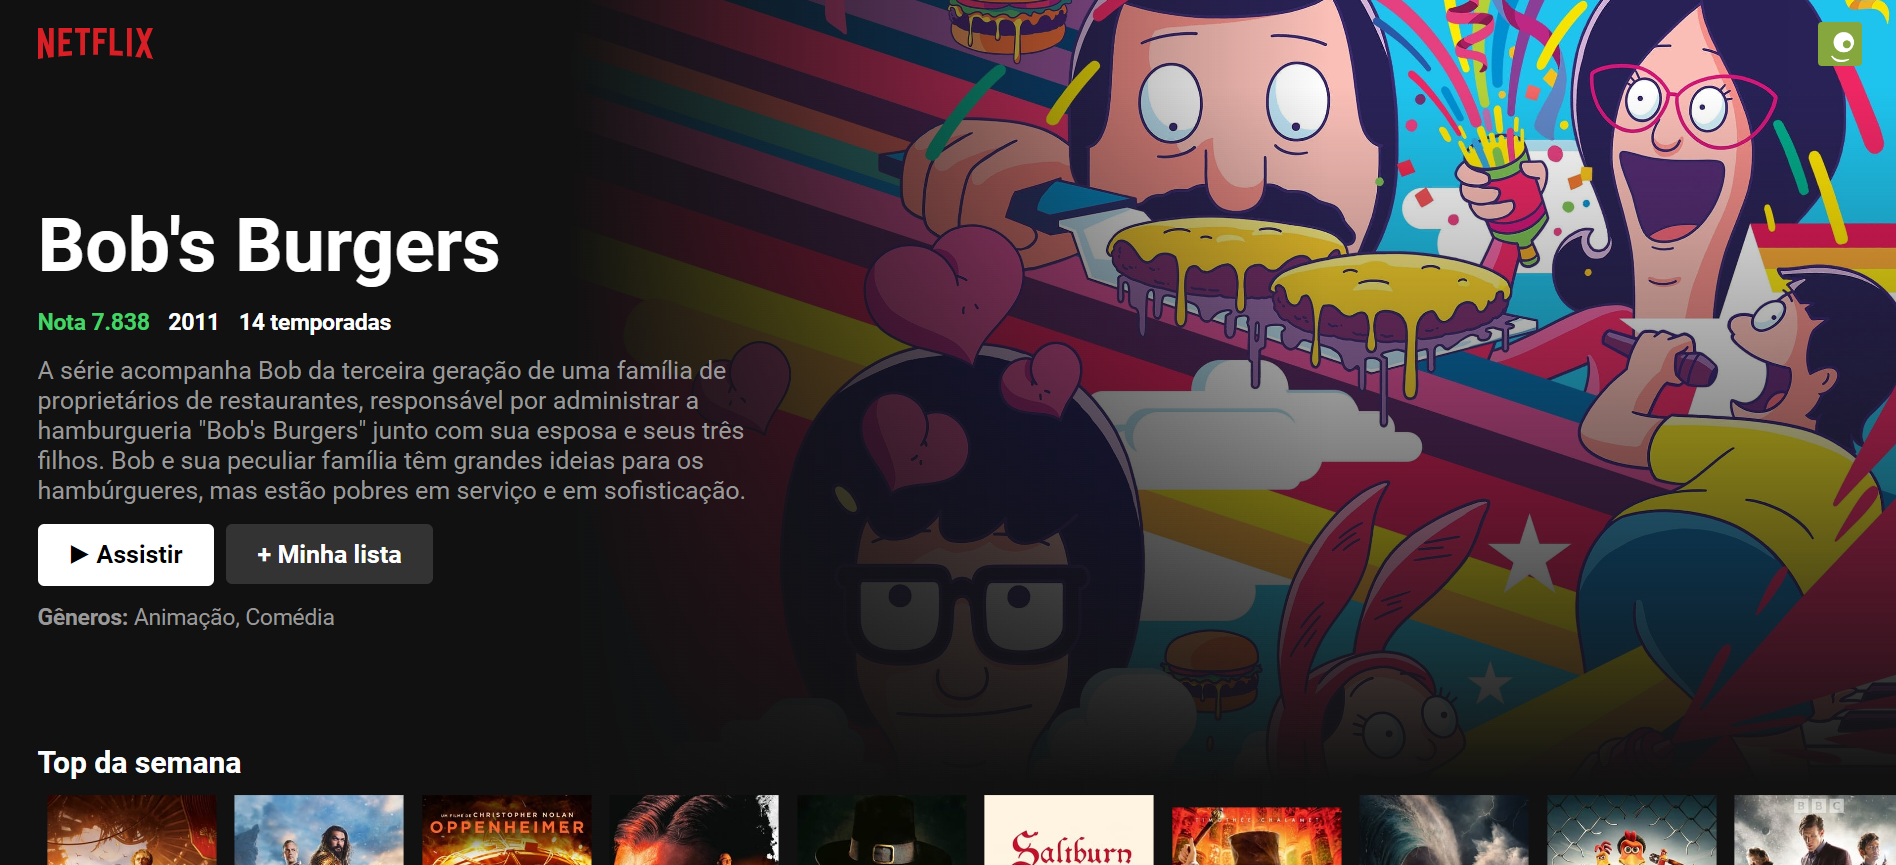 NETFLIX
Bob's Burgers
Nota 7.838 2011 14 temporadas
A série acompanha Bob da terceira geração de uma família de
proprietários de restaurantes, responsável por administrar a
hamburgueria "Bob's Burgers" junto com sua esposa e seus três
filhos. Bob e sua peculiar família têm grandes ideias para os
hambúrgueres, mas estão pobres em serviço e em sofisticação.
▶ Assistir
+ Minha lista
Gêneros: Animação, Comédia
Top da semana
UM FILME DE CHRISTOPHER NOLAN
OPPENHEIMER
Saltburn
TIMOTHÉE CHALAMET
BBC